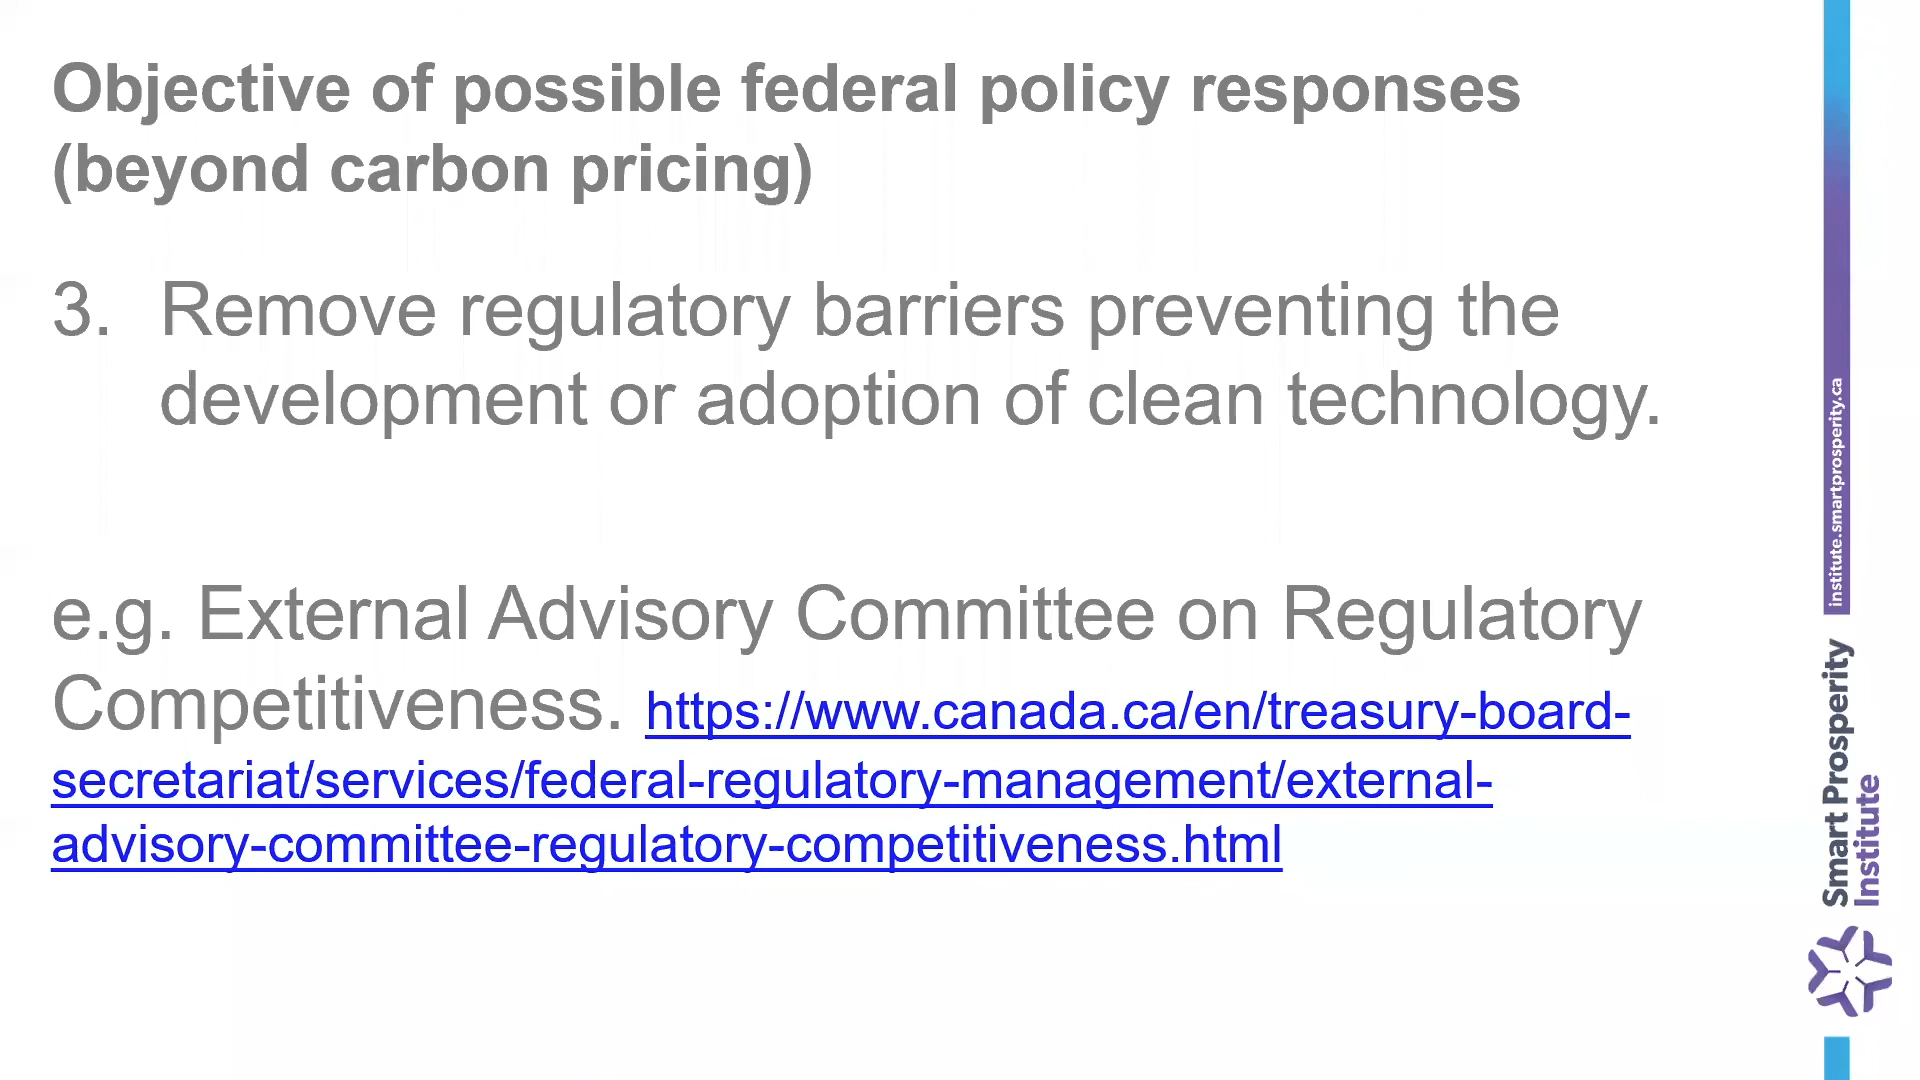 Objective of possible federal policy responses
(beyond carbon pricing)
3. Remove regulatory barriers preventing the
development or adoption of clean technology.
e.g. External Advisory Committee on Regulatory
Competitiveness. https://www.canada.ca/en/treasury-board-
secretariat/services/federal-regulatory-management/external-
advisory-committee-regulatory-competitiveness.html
institute.smartprosperity.ca
Smart Prosperity
Institute